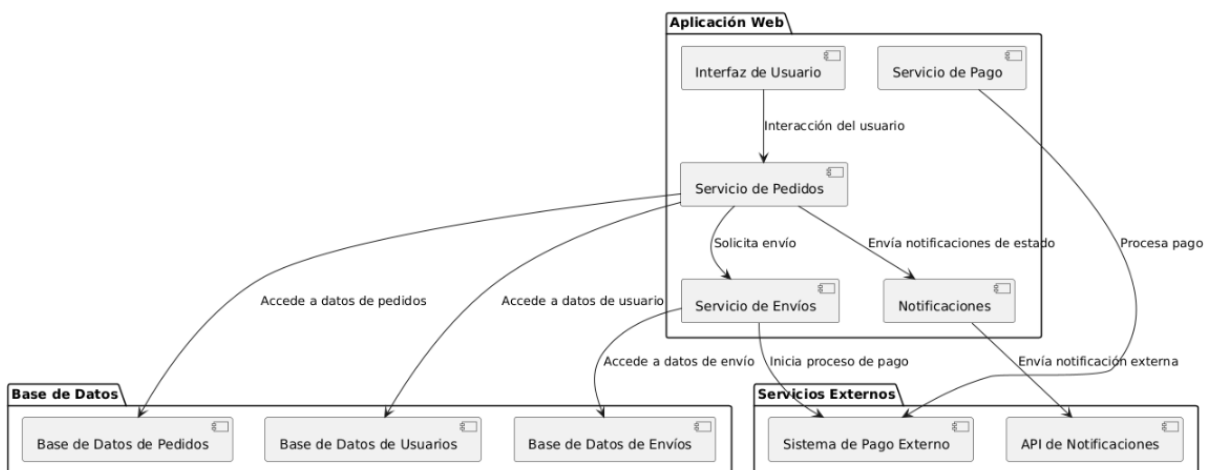 Aplicación Web
Interfaz de Usuario
Servicio de Pago
Interacción del usuario
Servicio de Pedidos
Solicita envío
Envía notificaciones de estado
Procesa pago
Accede a datos de pedidos
Accede a datos de usuario
Servicio de Envíos
Notificaciones
Accede a datos de envío
Inicia proceso de pago
Envía notificación externa
Base de Datos
Servicios Externos
Base de Datos de Pedidos
Base de Datos de Usuarios
Base de Datos de Envíos
Sistema de Pago Externo
API de Notificaciones